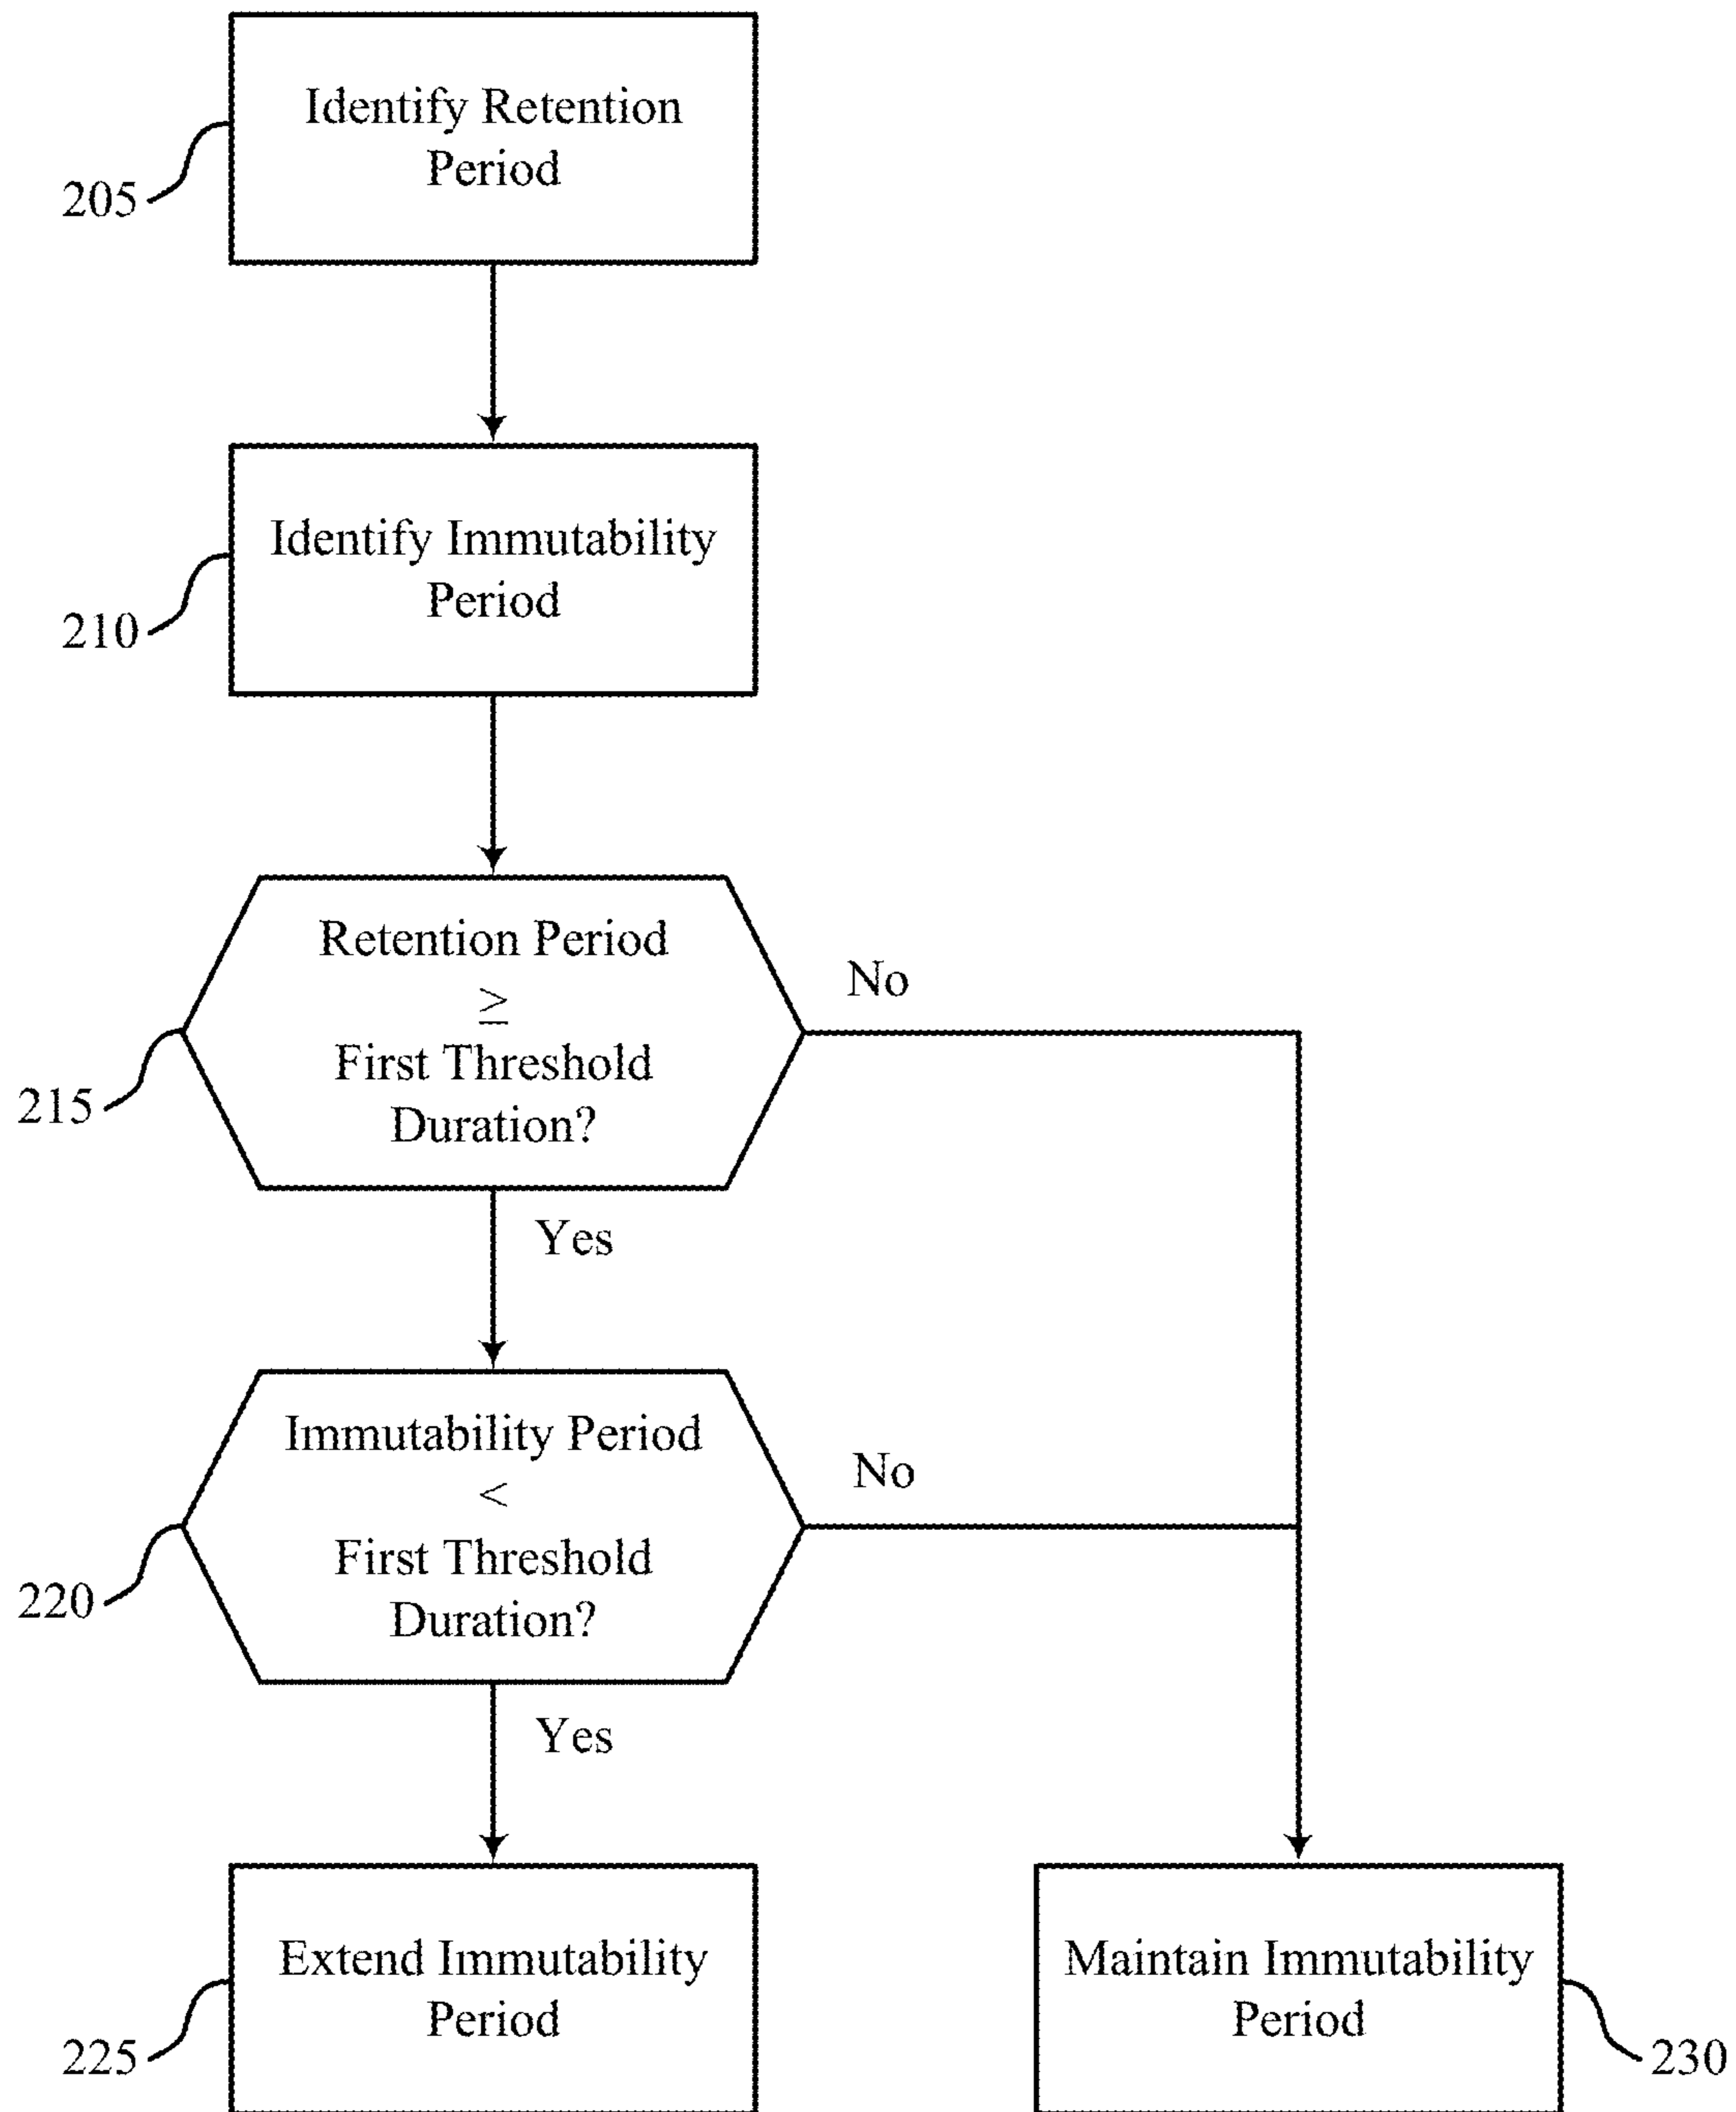 Identify Retention
Period
205
Identify Immutability
Period
210
Retention Period
≥
First Threshold
Duration?
No
215
Yes
Immutability Period
<
First Threshold
Duration?
No
220
Yes
Extend Immutability
Period
225
Maintain Immutability
Period
230